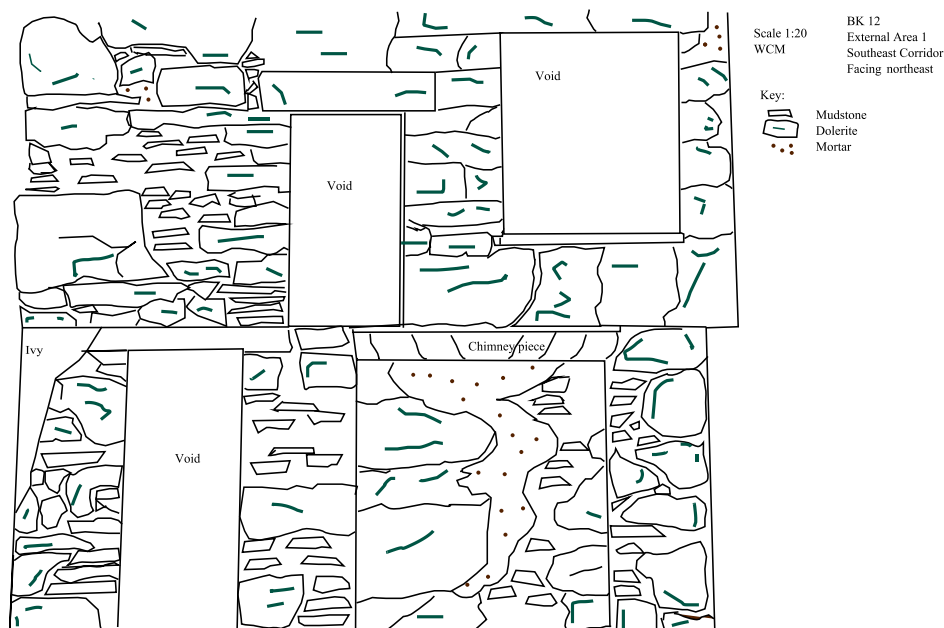 BK 12
Scale 1:20
External Area 1
WCM
Southeast Corridor
Facing northeast
Void
Key:
Mudstone
Dolerite
Mortar
Void
Ivy
Chimney piece
Void